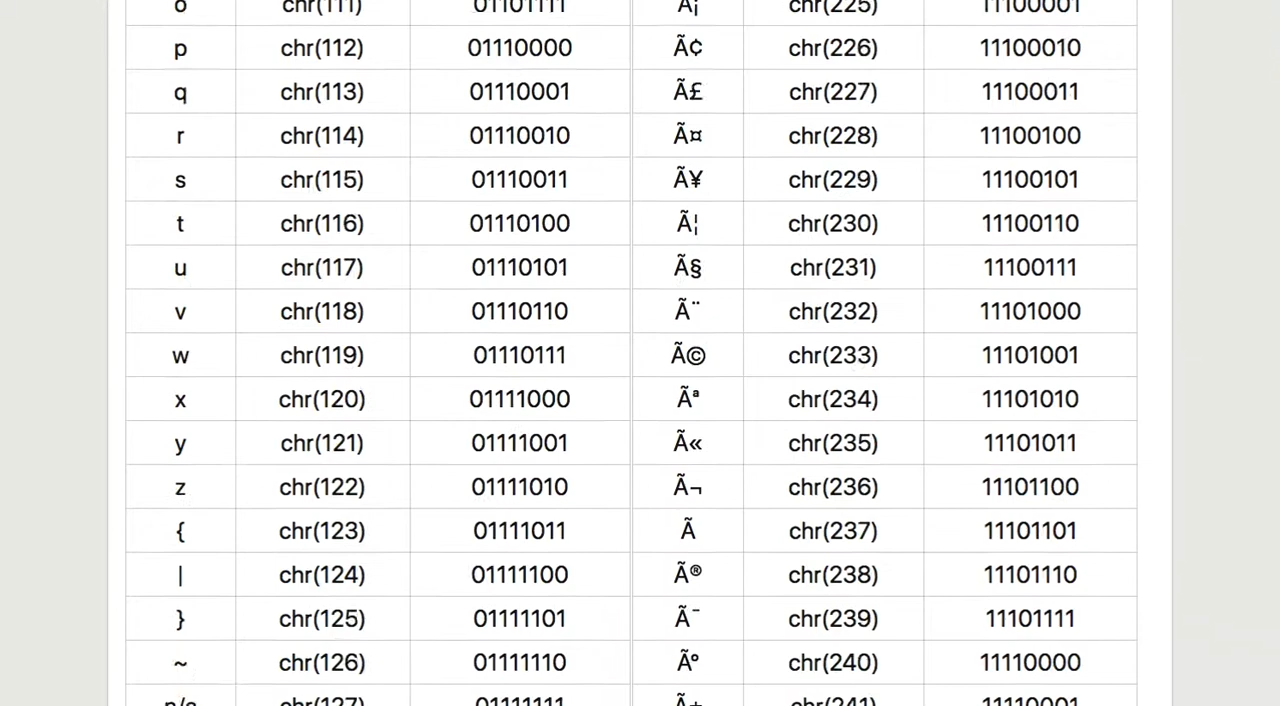 o chr(111) 01101111 Ã¡ chr(225) 11100001
p chr(112) 01110000 Ã¢ chr(226) 11100010
q chr(113) 01110001 Ã£ chr(227) 11100011
r chr(114) 01110010 Ã¤ chr(228) 11100100
s chr(115) 01110011 Ã¥ chr(229) 11100101
t chr(116) 01110100 Ã¦ chr(230) 11100110
u chr(117) 01110101 Ã§ chr(231) 11100111
v chr(118) 01110110 Ã¨ chr(232) 11101000
w chr(119) 01110111 Ã© chr(233) 11101001
x chr(120) 01111000 Ãª chr(234) 11101010
y chr(121) 01111001 Ã« chr(235) 11101011
z chr(122) 01111010 Ã¬ chr(236) 11101100
{ chr(123) 01111011 Ã chr(237) 11101101
| chr(124) 01111100 Ã® chr(238) 11101110
} chr(125) 01111101 Ã¯ chr(239) 11101111
~ chr(126) 01111110 Ãº chr(240) 11110000
n/a chr(127) 01111111 Ã± chr(241) 11110001